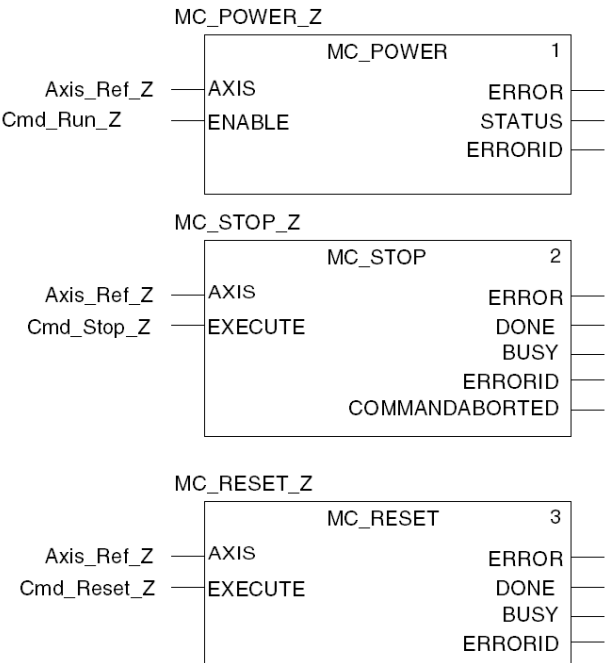 MC_POWER_Z
MC_POWER 1
Axis_Ref_Z AXIS ERROR
Cmd_Run_Z ENABLE STATUS
ERRORID
MC_STOP_Z
MC_STOP 2
Axis_Ref_Z AXIS ERROR
Cmd_Stop_Z EXECUTE DONE
BUSY
ERRORID
COMMANDABORTED
MC_RESET_Z
MC_RESET 3
Axis_Ref_Z AXIS ERROR
Cmd_Reset_Z EXECUTE DONE
BUSY
ERRORID